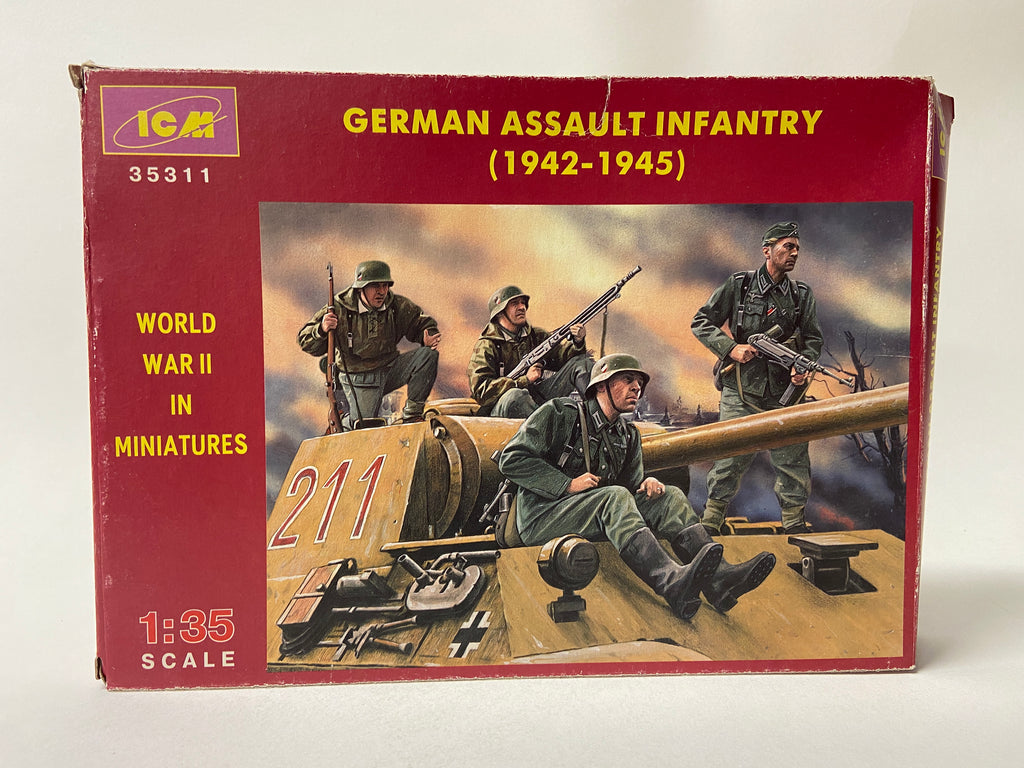 ICM
35311
GERMAN ASSAULT INFANTRY
(1942-1945)
WORLD
WAR II
IN
MINIATURES
211
1:35
SCALE